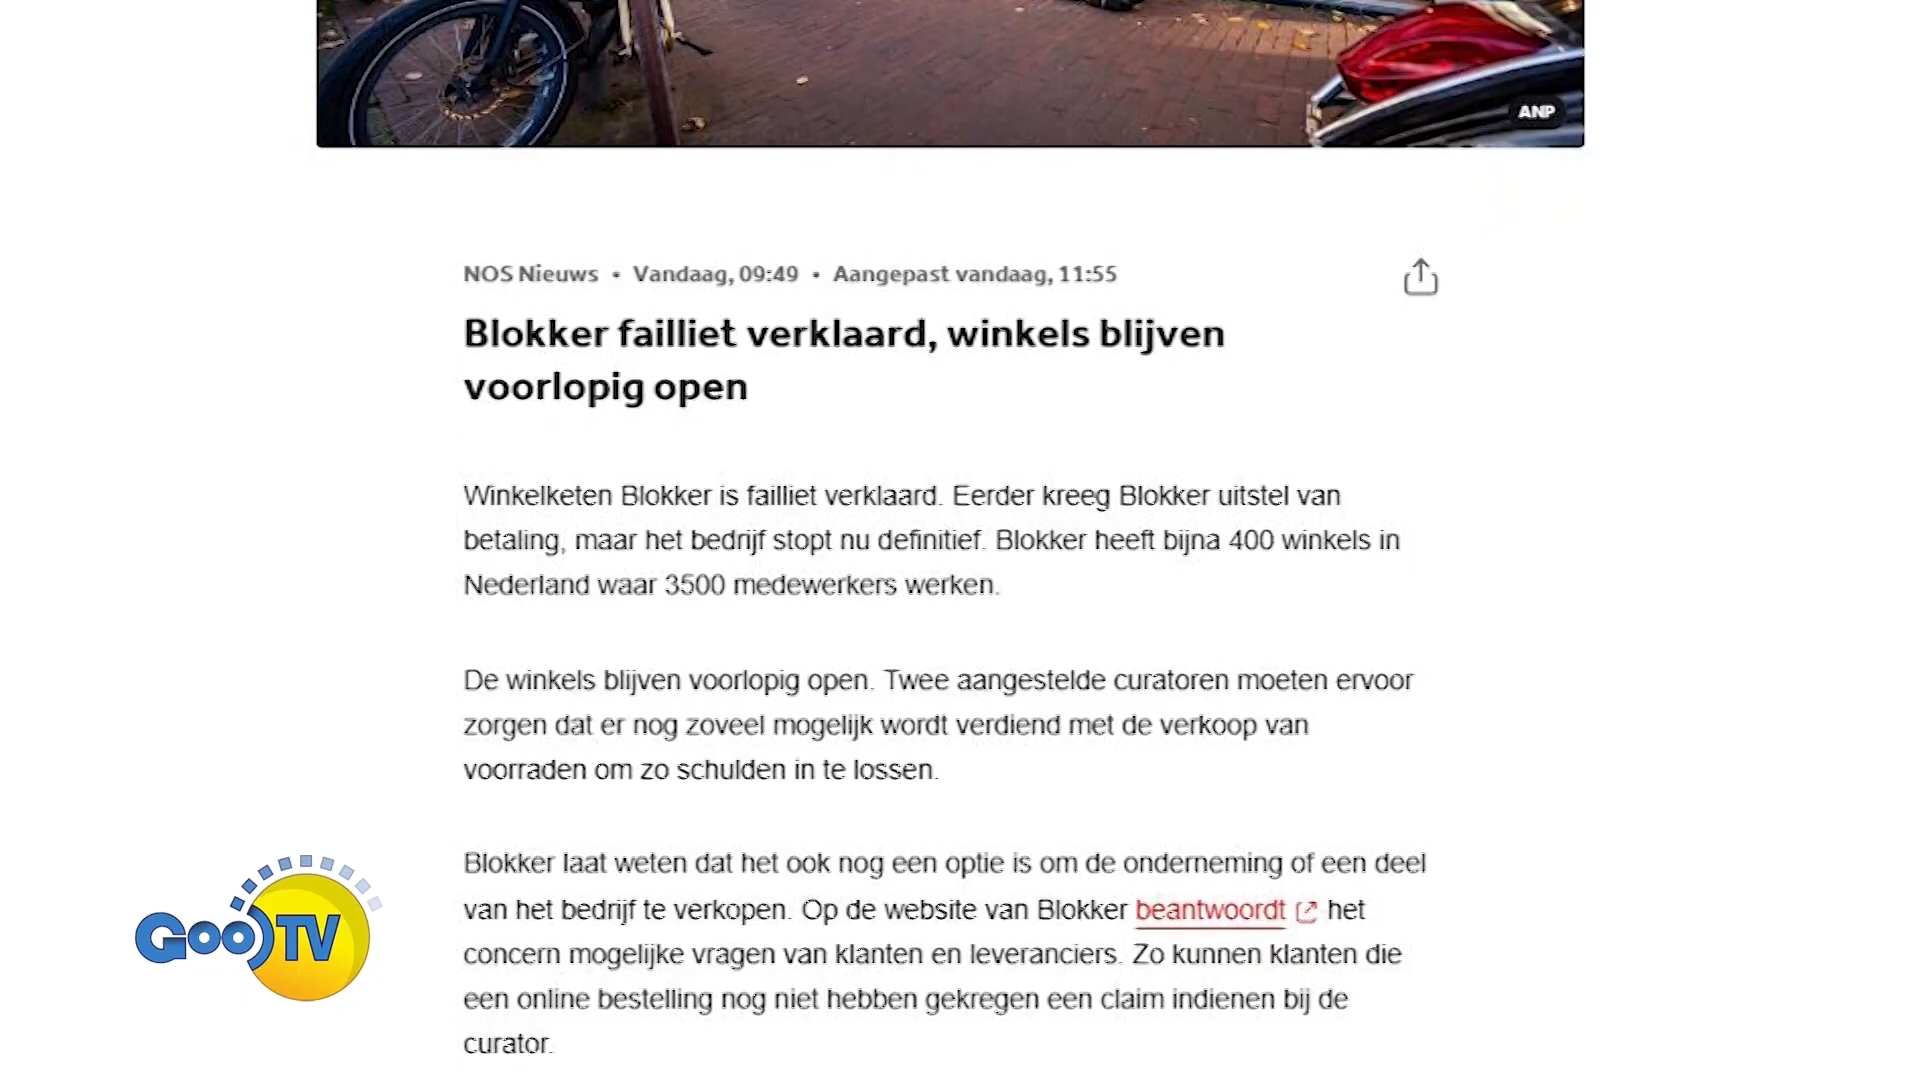 ANP
NOS Nieuws • Vandaag, 09:49 • Aangepast vandaag, 11:55
Blokker failliet verklaard, winkels blijven
voorlopig open
Winkelketen Blokker is failliet verklaard. Eerder kreeg Blokker uitstel van
betaling, maar het bedrijf stopt nu definitief. Blokker heeft bijna 400 winkels in
Nederland waar 3500 medewerkers werken.
De winkels blijven voorlopig open. Twee aangestelde curatoren moeten ervoor
zorgen dat er nog zoveel mogelijk wordt verdiend met de verkoop van
voorraden om zo schulden in te lossen.
Blokker laat weten dat het ook nog een optie is om de onderneming of een deel
van het bedrijf te verkopen. Op de website van Blokker beantwoordt het
concern mogelijke vragen van klanten en leveranciers. Zo kunnen klanten die
een online bestelling nog niet hebben gekregen een claim indienen bij de
curator.
GooTV